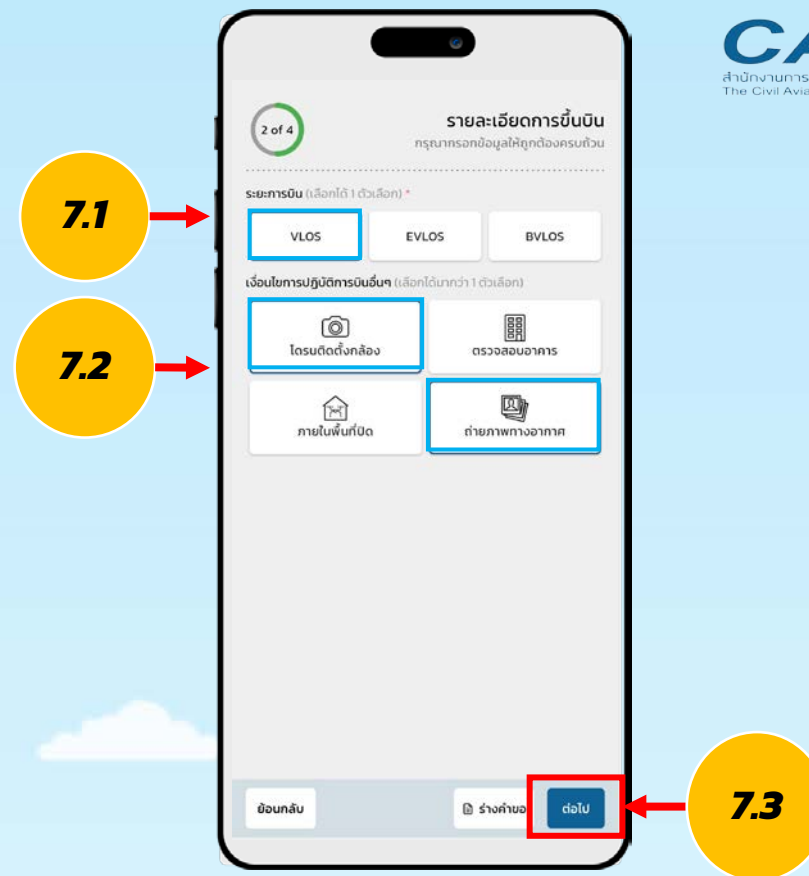 CA
สำนักงานการ
The Civil Avia
2 of 4
รายละเอียดการขึ้นบิน
กรุณากรอกข้อมูลให้ถูกต้องครบถ้วน
7.1
ระยะการบิน (เลือกได้ 1 ตัวเลือก) *
VLOS EVLOS BVLOS
เงื่อนไขการปฏิบัติการบินอื่นๆ (เลือกได้มากกว่า 1 ตัวเลือก)
7.2
โดรนติดตั้งกล้อง ตรวจสอบอาคาร
ภายในพื้นที่ปิด ถ่ายภาพทางอากาศ
ย้อนกลับ ร่างคำขอ ต่อไป
7.3